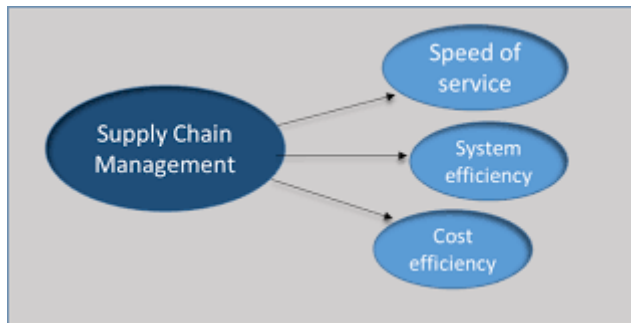 Speed of
service
Supply Chain
Management
System
efficiency
Cost
efficiency